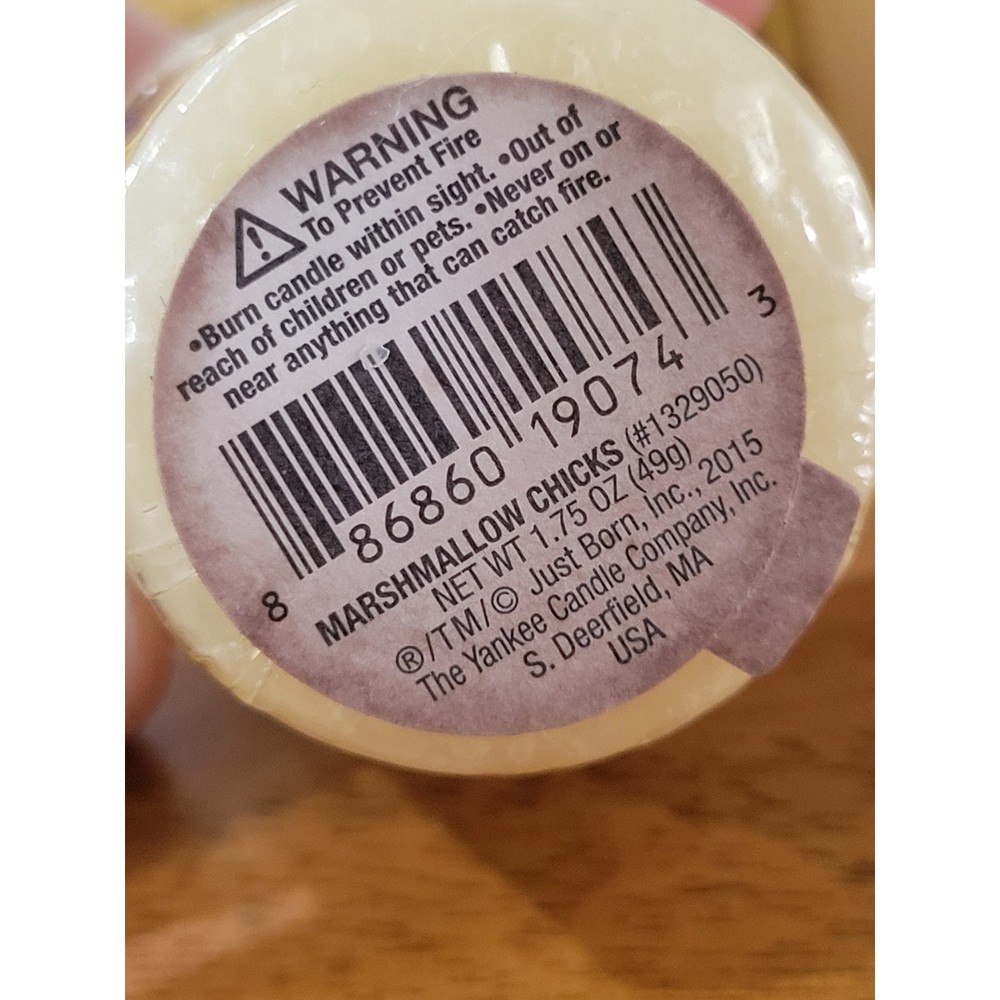 WARNING
To Prevent Fire
•Burn candle within sight. •Out of
reach of children or pets. •Never on or
near anything that can catch fire.
8 86860 19074 3
MARSHMALLOW CHICKS (#1329050)
NET WT 1.75 OZ (49g)
®/TM/© Just Born, Inc., 2015
The Yankee Candle Company, Inc.
S. Deerfield, MA
USA